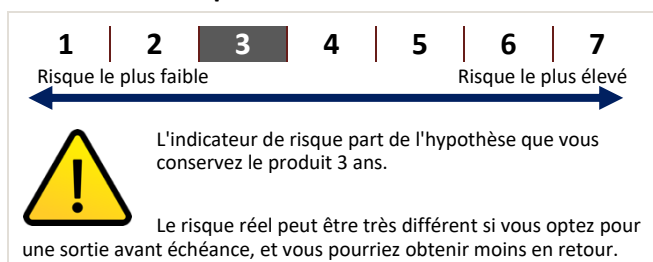 1 2 3 4 5 6 7
Risque le plus faible Risque le plus élevé
L'indicateur de risque part de l'hypothèse que vous
conservez le produit 3 ans.
Le risque réel peut être très différent si vous optez pour
une sortie avant échéance, et vous pourriez obtenir moins en retour.